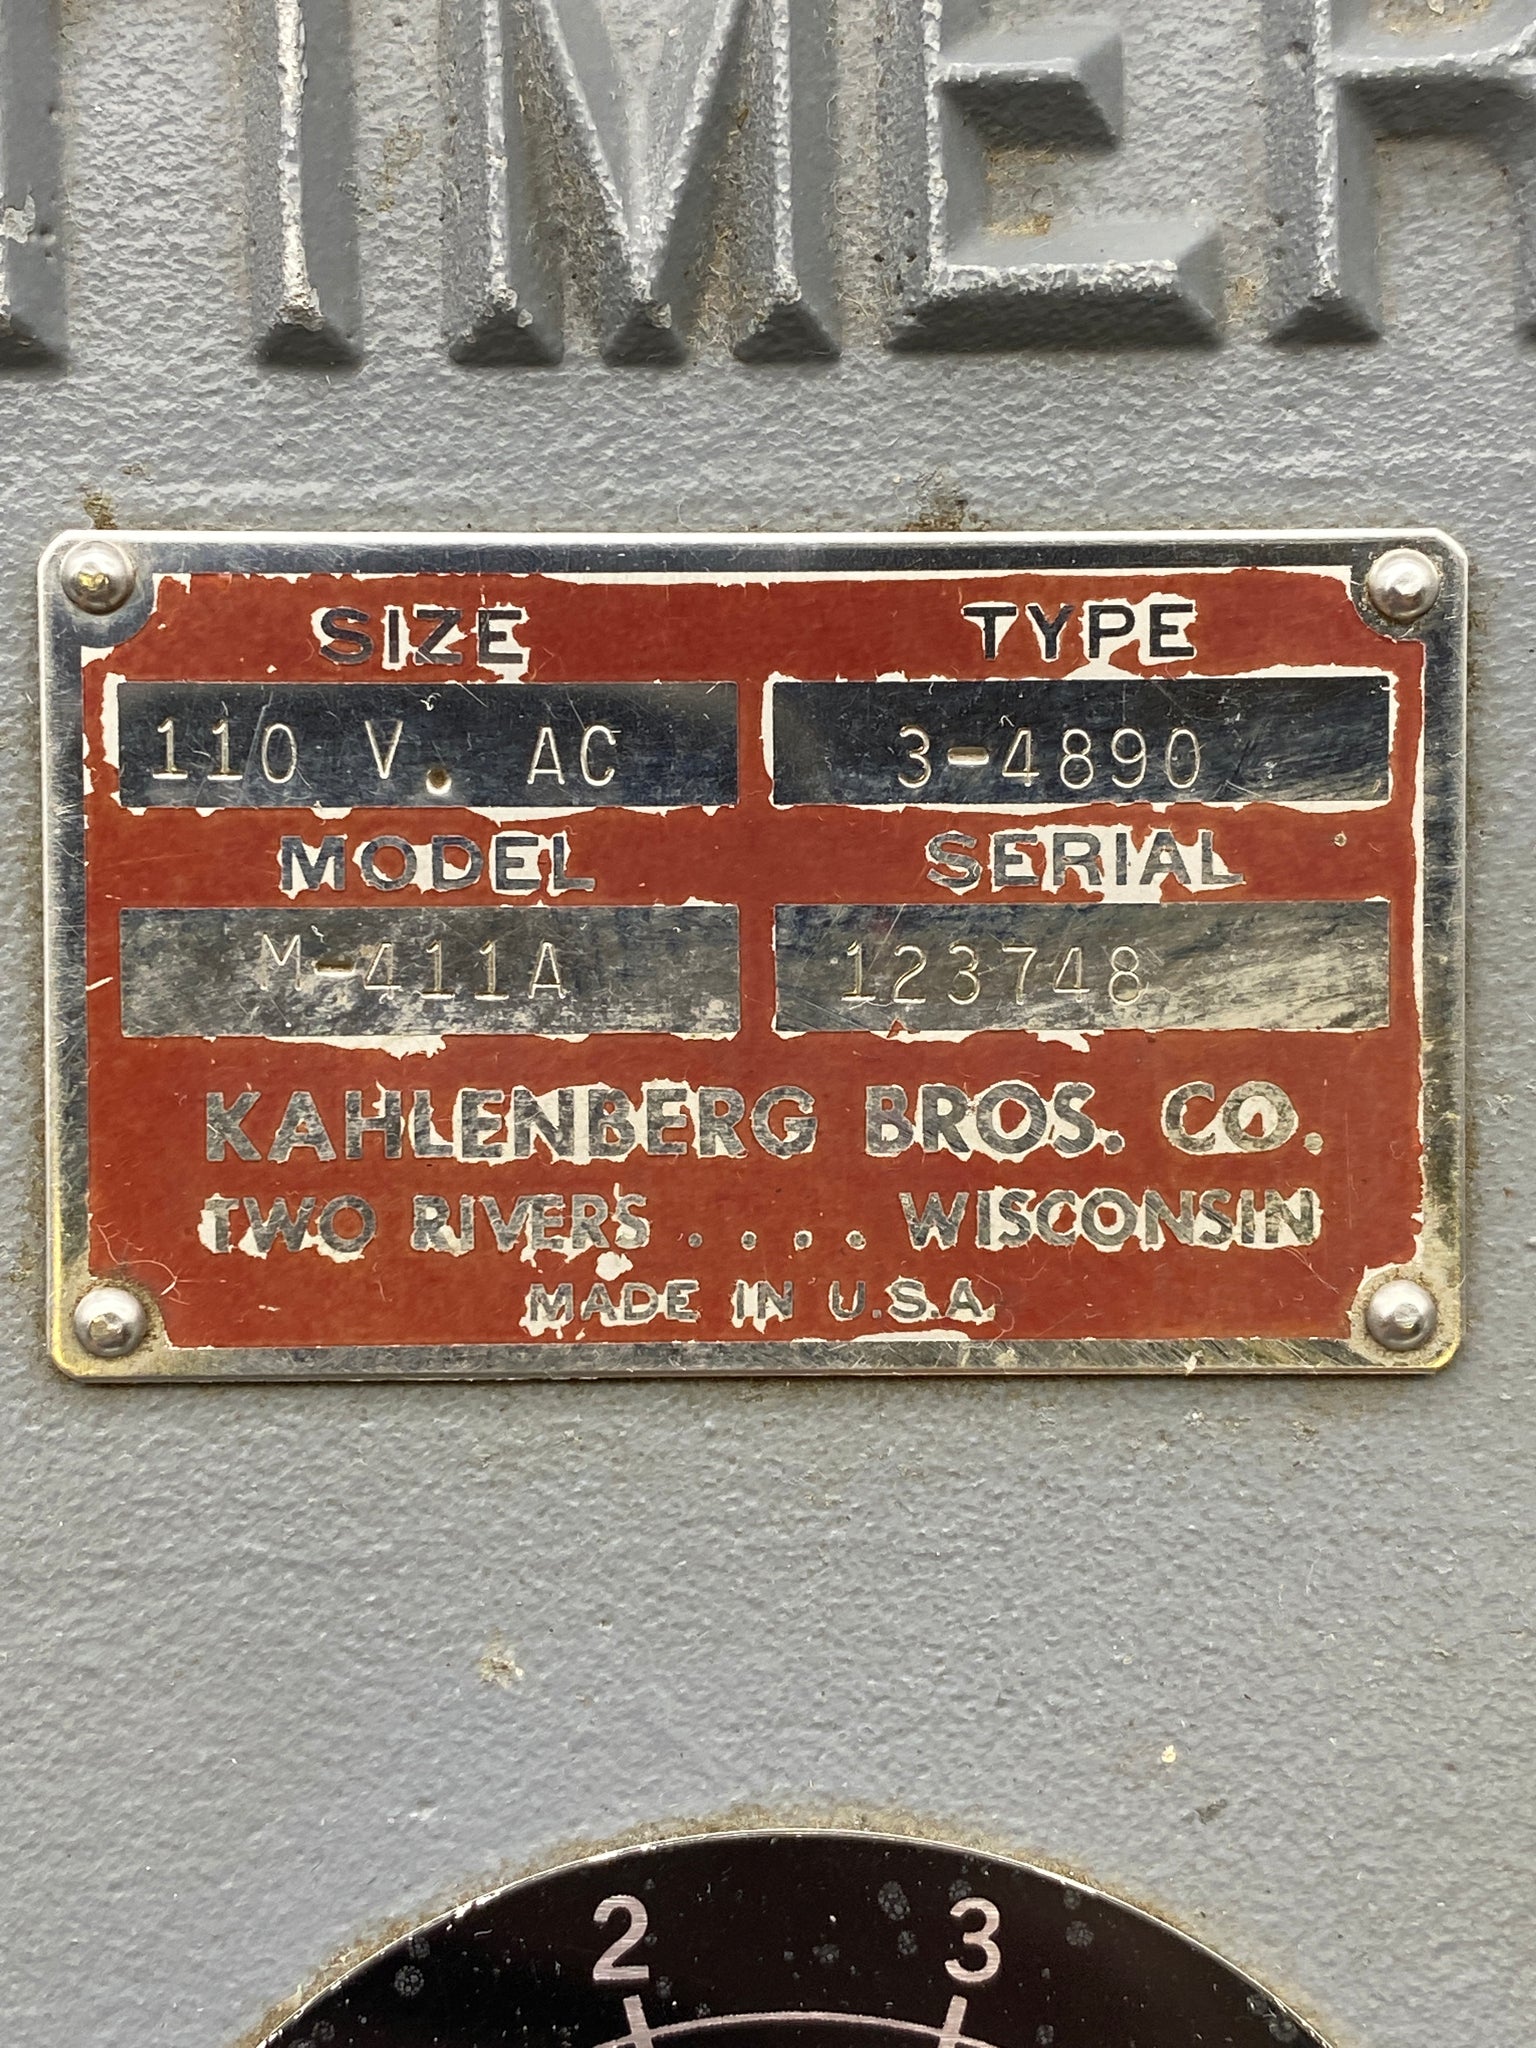 TIMER
SIZE TYPE
110 V. AC 3-4890
MODEL SERIAL
M-411A 123748
KAHLENBERG BROS. CO.
TWO RIVERS .... WISCONSIN
MADE IN U.S.A.
2 3